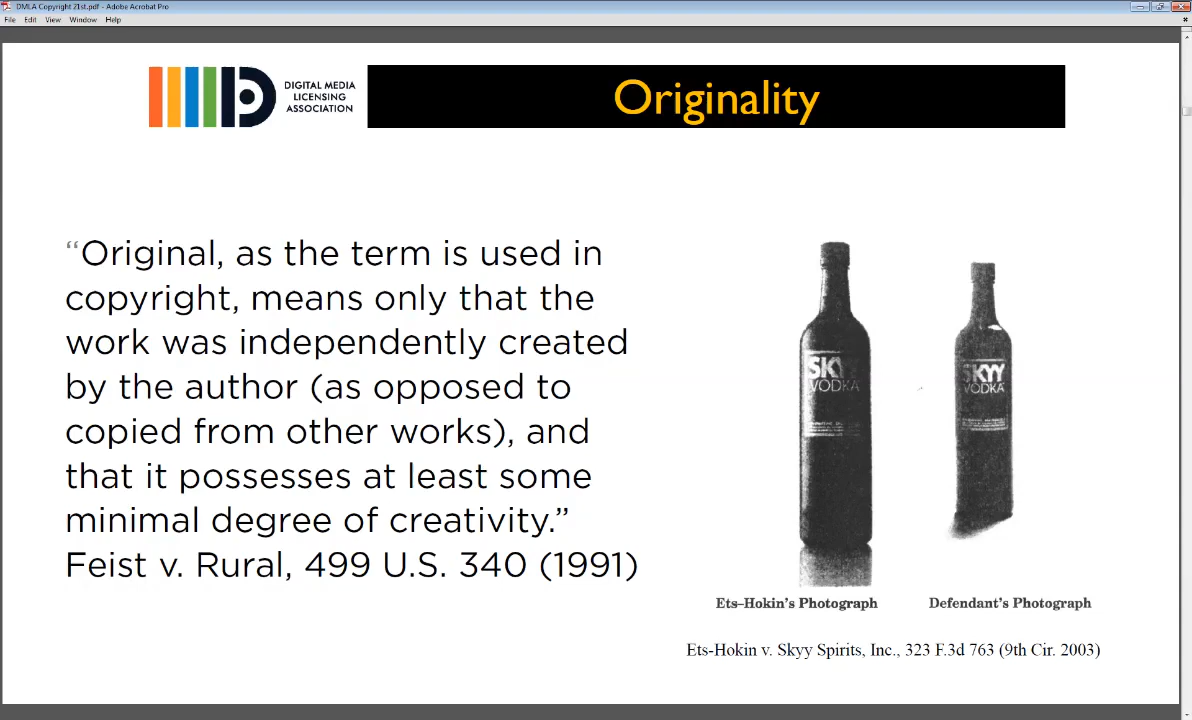 DMLA Copyright 21st.pdf - Adobe Acrobat Pro
File Edit View Window Help
DIGITAL MEDIA
LICENSING
ASSOCIATION
Originality
“Original, as the term is used in
copyright, means only that the
work was independently created
by the author (as opposed to
copied from other works), and
that it possesses at least some
minimal degree of creativity.”
Feist v. Rural, 499 U.S. 340 (1991)
SKYY
VODKA
SKYY
VODKA
Ets–Hokin's Photograph
Defendant's Photograph
Ets-Hokin v. Skyy Spirits, Inc., 323 F.3d 763 (9th Cir. 2003)